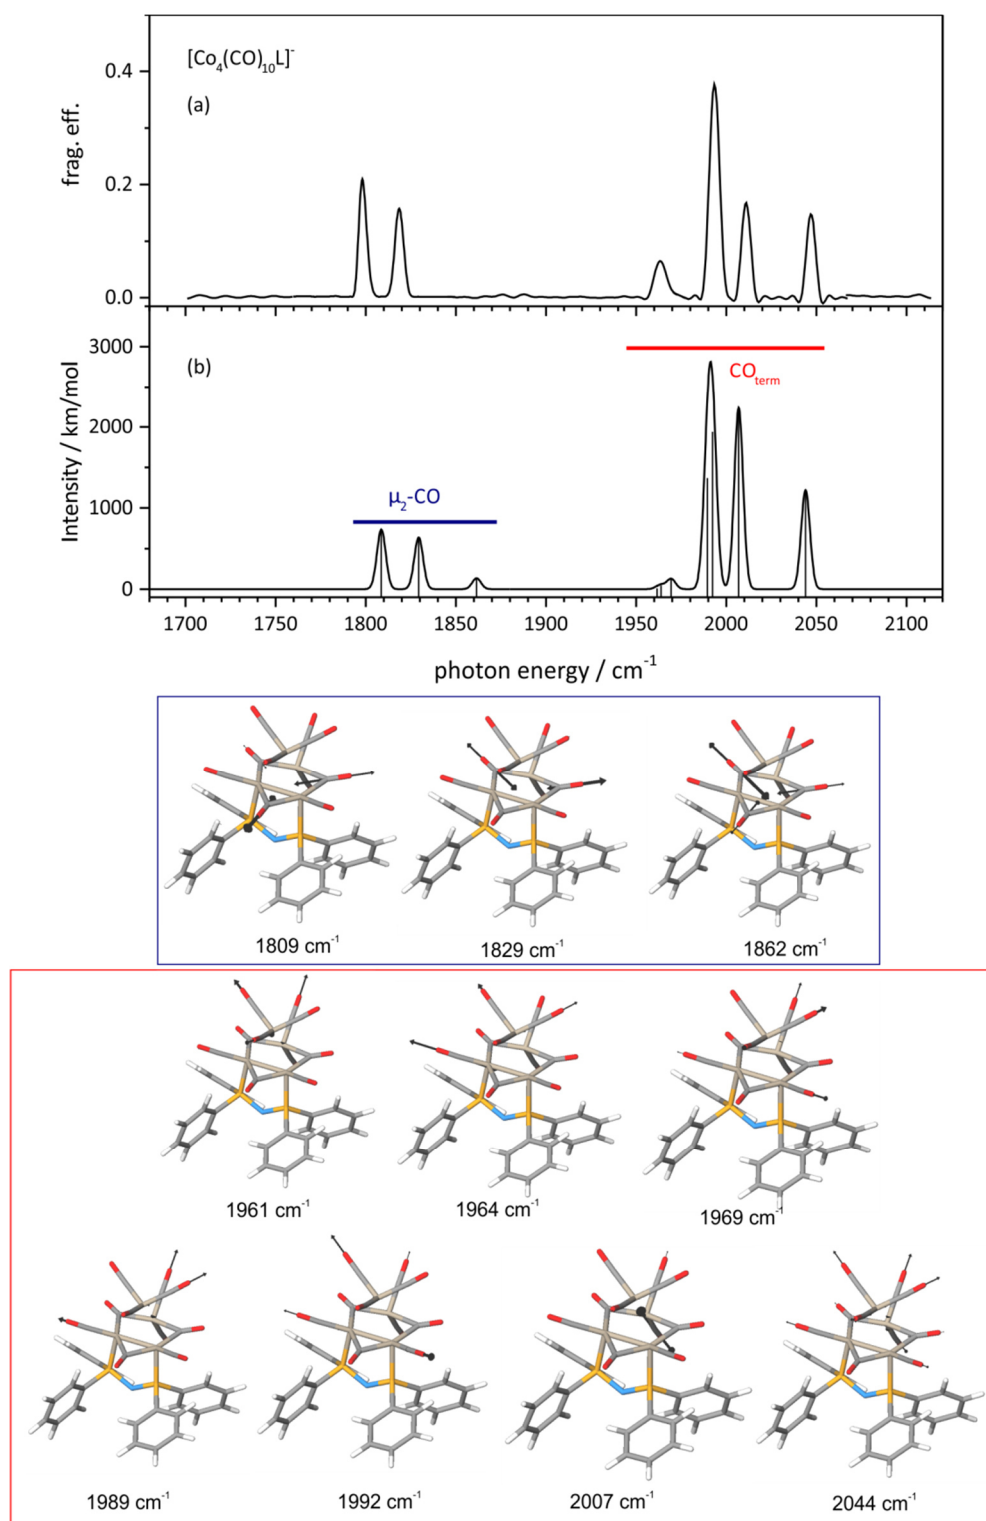 [Co₄(CO)₁₀L]⁻
(a)
0.4
0.2
0.0
frag. eff.
(b)
CO_term
μ₂-CO
3000
2000
1000
0
Intensity / km/mol
1700 1750 1800 1850 1900 1950 2000 2050 2100
photon energy / cm⁻¹
1809 cm⁻¹ 1829 cm⁻¹ 1862 cm⁻¹
1961 cm⁻¹ 1964 cm⁻¹ 1969 cm⁻¹
1989 cm⁻¹ 1992 cm⁻¹ 2007 cm⁻¹ 2044 cm⁻¹